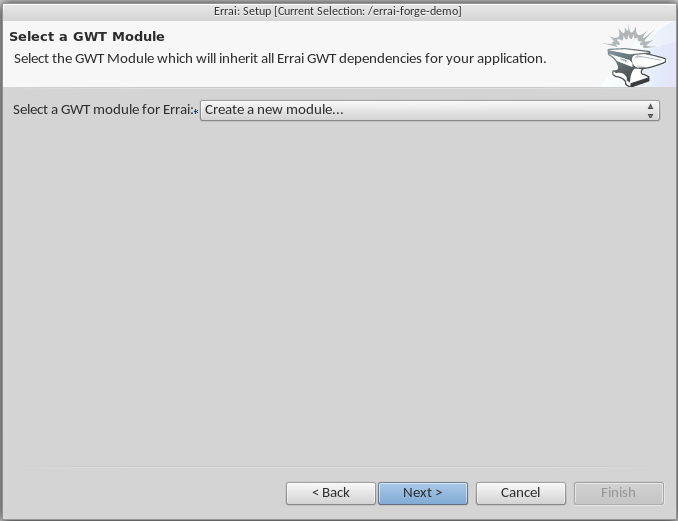 Errai: Setup [Current Selection: /errai-forge-demo]
Select a GWT Module
Select the GWT Module which will inherit all Errai GWT dependencies for your application.
Select a GWT module for Errai:* Create a new module...
< Back Next > Cancel Finish